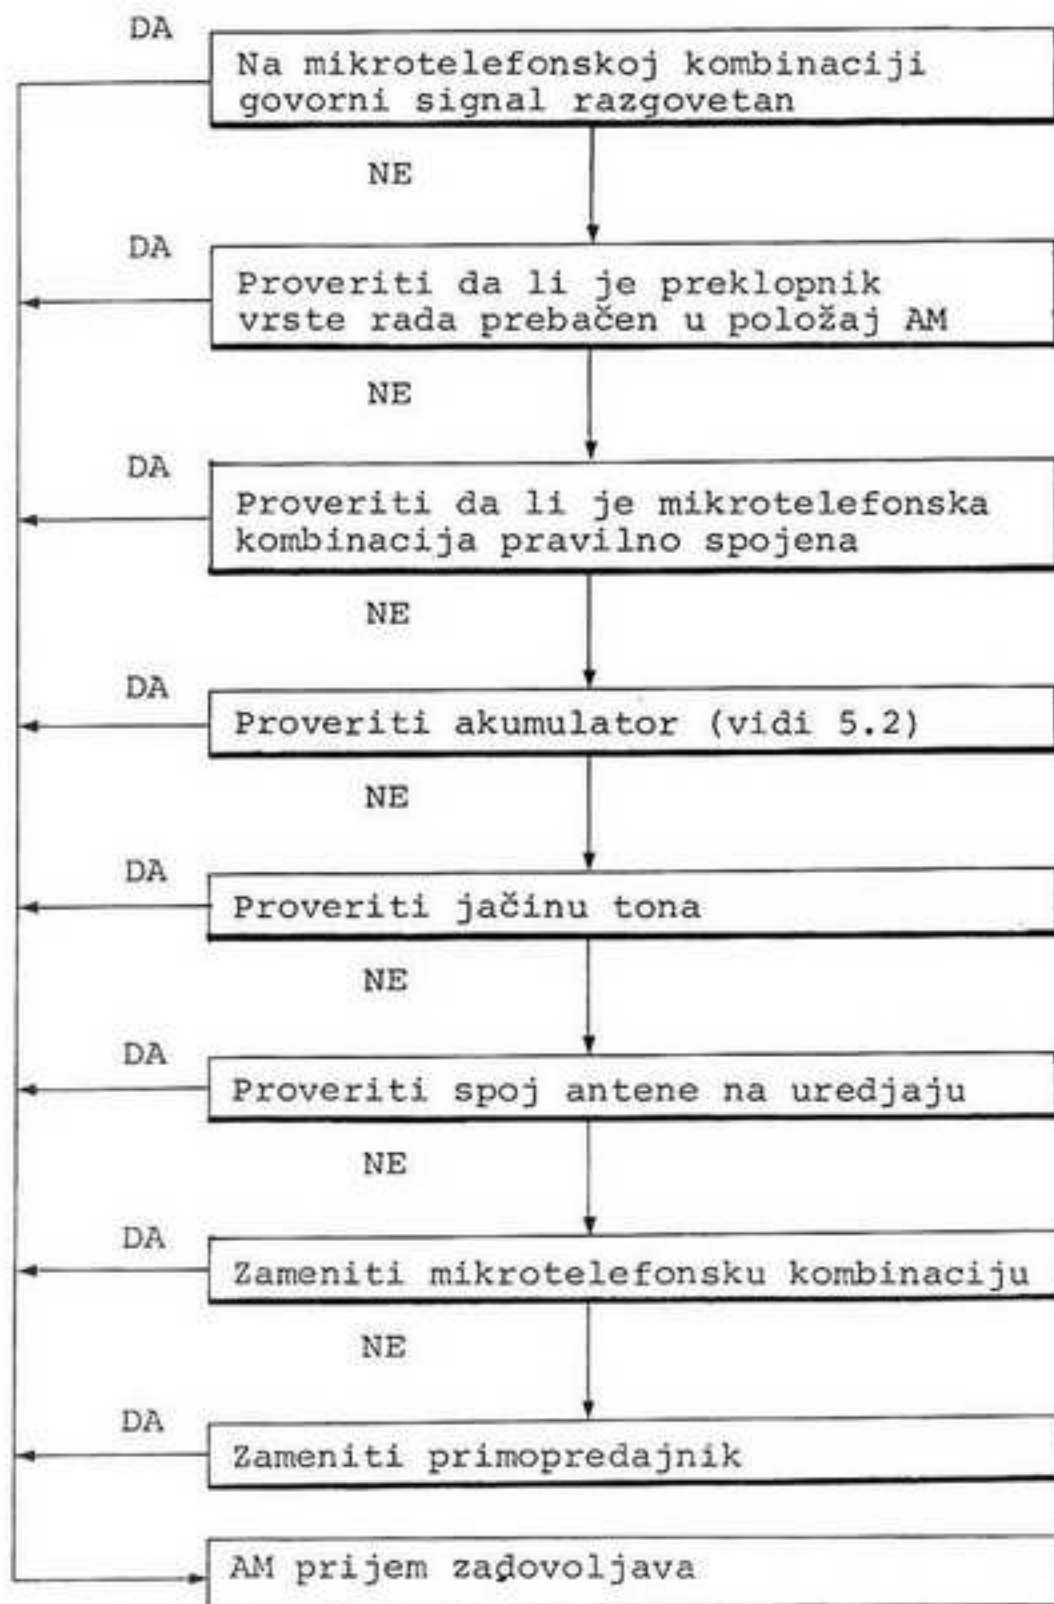 DA
Na mikrotelefonskoj kombinaciji
govorni signal razgovetan
NE
DA
Proveriti da li je preklopnik
vrste rada prebačen u položaj AM
NE
DA
Proveriti da li je mikrotelefonska
kombinacija pravilno spojena
NE
DA
Proveriti akumulator (vidi 5.2)
NE
DA
Proveriti jačinu tona
NE
DA
Proveriti spoj antene na uredjaju
NE
DA
Zameniti mikrotelefonsku kombinaciju
NE
DA
Zameniti primopredajnik
AM prijem zadovoljava